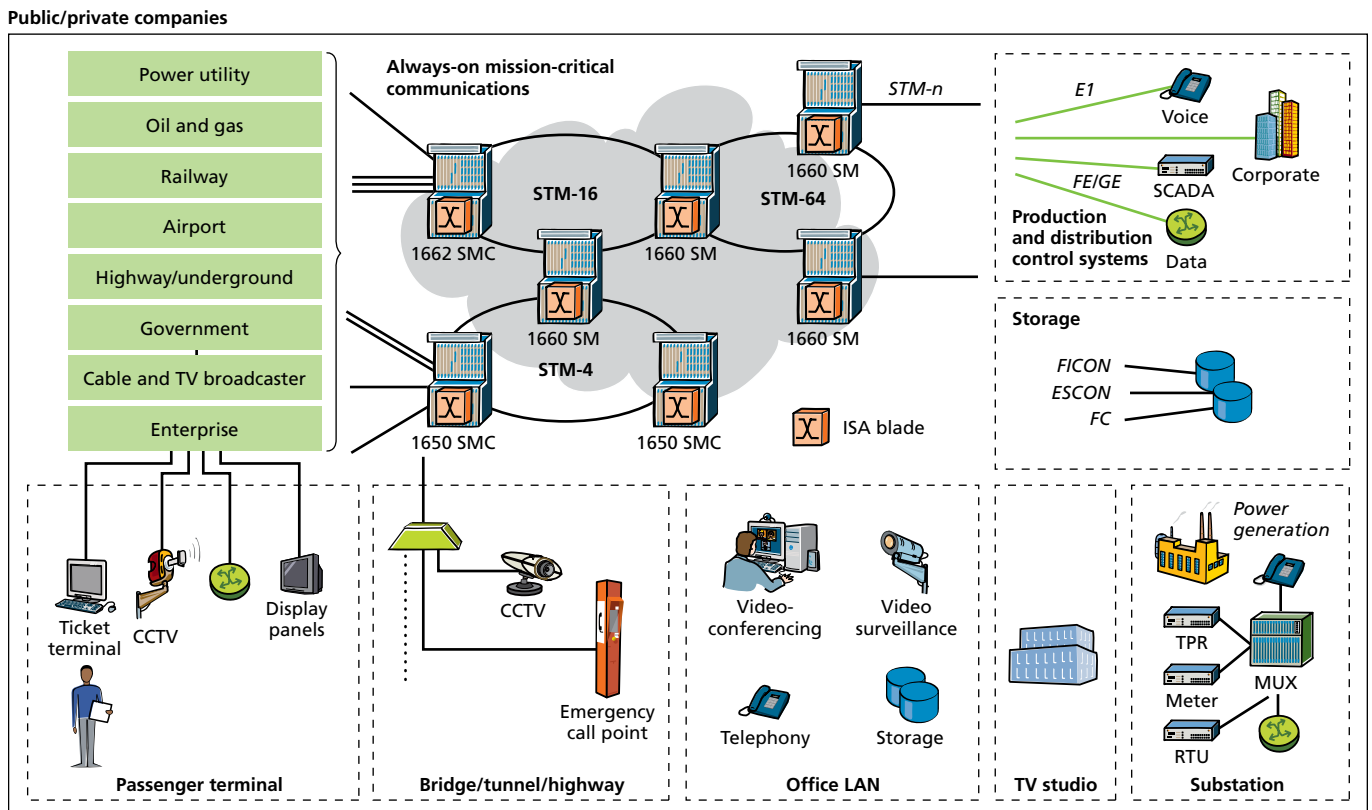 Public/private companies
Power utility
Oil and gas
Railway
Airport
Highway/underground
Government
Cable and TV broadcaster
Enterprise
Always-on mission-critical
communications
STM-16
STM-64
STM-4
STM-n
1662 SMC
1660 SM
1660 SM
1660 SM
1660 SM
1650 SMC
1650 SMC
ISA blade
E1
Voice
FE/GE
SCADA
Corporate
Data
Production
and distribution
control systems
Storage
FICON
ESCON
FC
Ticket
terminal
CCTV
Display
panels
Passenger terminal
CCTV
Emergency
call point
Bridge/tunnel/highway
Video-
conferencing
Video
surveillance
Telephony
Storage
Office LAN
TV studio
Power
generation
TPR
Meter
RTU
MUX
Substation